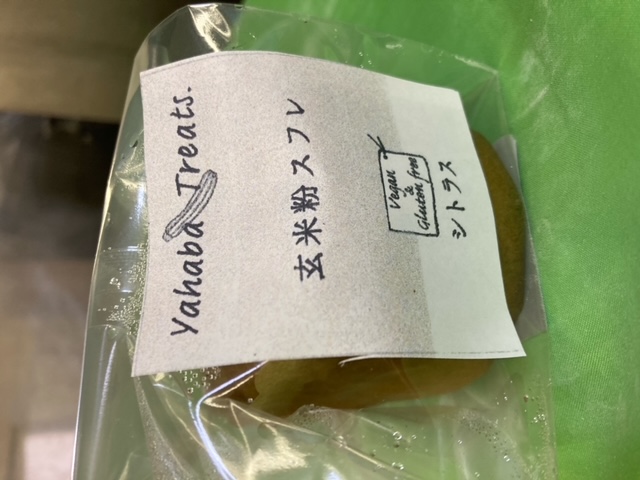 Yahaba Treats.
玄米粉スフレ
Vegan
&
Gluten free
シトラス